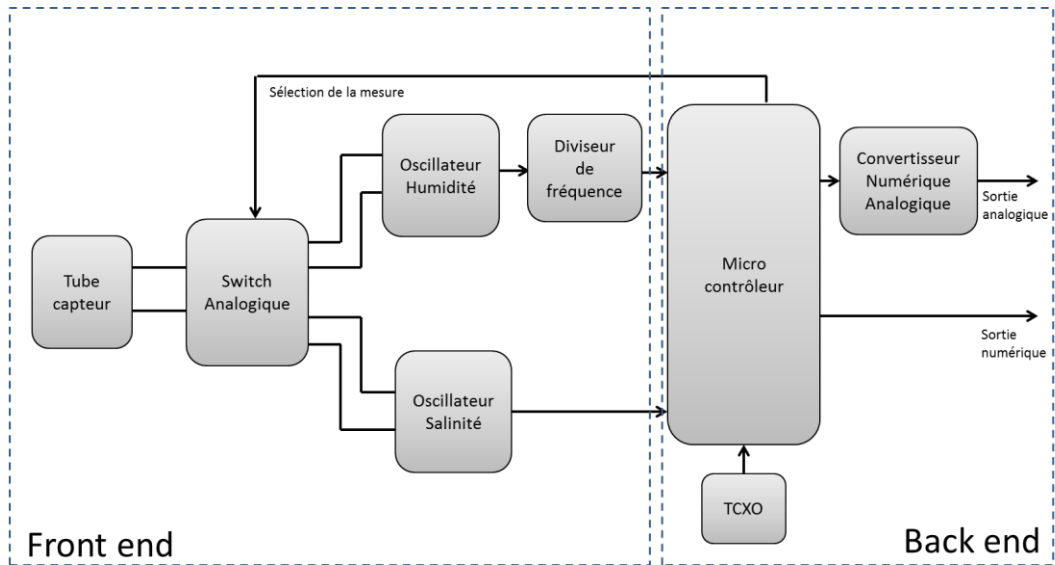 Sélection de la mesure
Oscillateur
Humidité
Diviseur
de
fréquence
Convertisseur
Numérique
Analogique
Sortie
analogique
Tube
capteur
Switch
Analogique
Micro
contrôleur
Sortie
numérique
Oscillateur
Salinité
TCXO
Front end
Back end